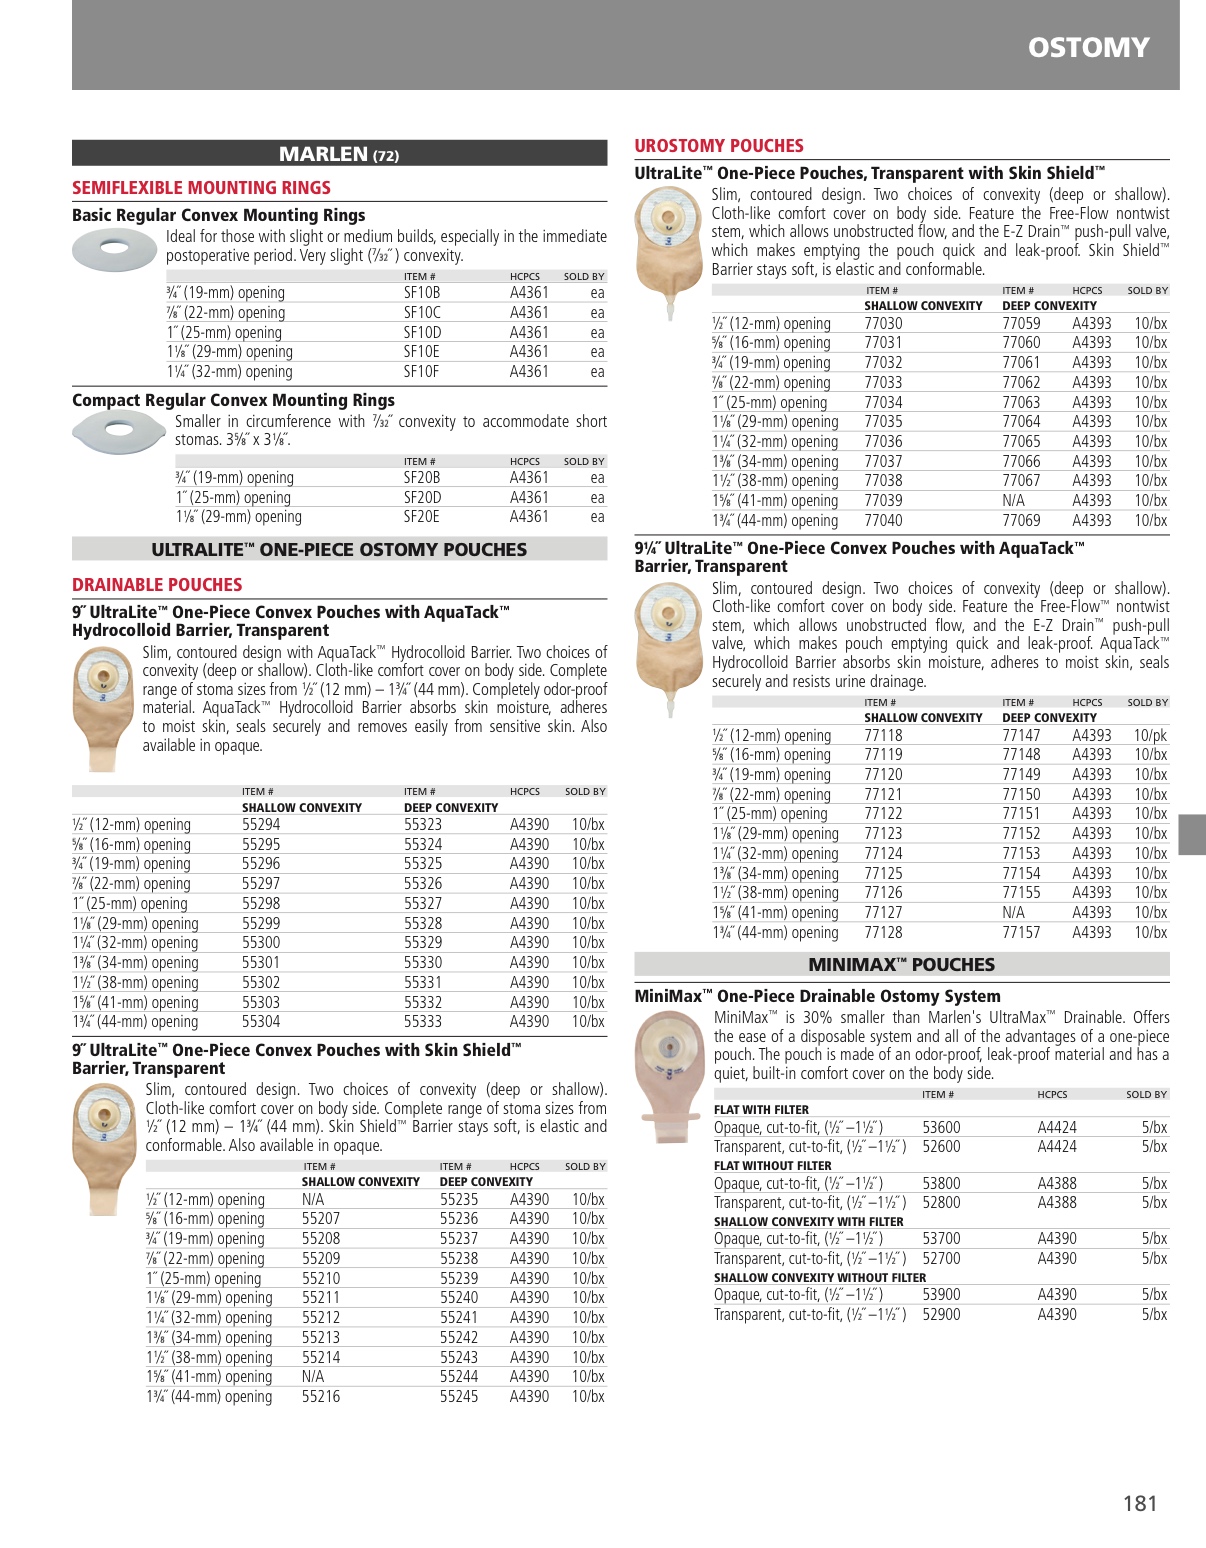 OSTOMY
MARLEN (72)
SEMIFLEXIBLE MOUNTING RINGS
Basic Regular Convex Mounting Rings
Ideal for those with slight or medium builds, especially in the immediate
postoperative period. Very slight (7⁄32˝ ) convexity.
ITEM # HCPCS SOLD BY
¾˝ (19-mm) opening SF10B A4361 ea
⅞˝ (22-mm) opening SF10C A4361 ea
1˝ (25-mm) opening SF10D A4361 ea
1⅛˝ (29-mm) opening SF10E A4361 ea
1¼˝ (32-mm) opening SF10F A4361 ea
Compact Regular Convex Mounting Rings
Smaller in circumference with 7⁄32˝ convexity to accommodate short
stomas. 3⅝˝ x 3⅛˝.
ITEM # HCPCS SOLD BY
¾˝ (19-mm) opening SF20B A4361 ea
1˝ (25-mm) opening SF20D A4361 ea
1⅛˝ (29-mm) opening SF20E A4361 ea
ULTRALITE™ ONE-PIECE OSTOMY POUCHES
DRAINABLE POUCHES
9˝ UltraLite™ One-Piece Convex Pouches with AquaTack™
Hydrocolloid Barrier, Transparent
Slim, contoured design with AquaTack™ Hydrocolloid Barrier. Two choices of
convexity (deep or shallow). Cloth-like comfort cover on body side. Complete
range of stoma sizes from ½˝ (12 mm) – 1¾˝ (44 mm). Completely odor-proof
material. AquaTack™ Hydrocolloid Barrier absorbs skin moisture, adheres
to moist skin, seals securely and removes easily from sensitive skin. Also
available in opaque.
ITEM # ITEM # HCPCS SOLD BY
SHALLOW CONVEXITY DEEP CONVEXITY
½˝ (12-mm) opening 55294 55323 A4390 10/bx
⅝˝ (16-mm) opening 55295 55324 A4390 10/bx
¾˝ (19-mm) opening 55296 55325 A4390 10/bx
⅞˝ (22-mm) opening 55297 55326 A4390 10/bx
1˝ (25-mm) opening 55298 55327 A4390 10/bx
1⅛˝ (29-mm) opening 55299 55328 A4390 10/bx
1¼˝ (32-mm) opening 55300 55329 A4390 10/bx
1⅜˝ (34-mm) opening 55301 55330 A4390 10/bx
1½˝ (38-mm) opening 55302 55331 A4390 10/bx
1⅝˝ (41-mm) opening 55303 55332 A4390 10/bx
1¾˝ (44-mm) opening 55304 55333 A4390 10/bx
9˝ UltraLite™ One-Piece Convex Pouches with Skin Shield™
Barrier, Transparent
Slim, contoured design. Two choices of convexity (deep or shallow).
Cloth-like comfort cover on body side. Complete range of stoma sizes from
½˝ (12 mm) – 1¾˝ (44 mm). Skin Shield™ Barrier stays soft, is elastic and
conformable. Also available in opaque.
ITEM # ITEM # HCPCS SOLD BY
SHALLOW CONVEXITY DEEP CONVEXITY
½˝ (12-mm) opening N/A 55235 A4390 10/bx
⅝˝ (16-mm) opening 55207 55236 A4390 10/bx
¾˝ (19-mm) opening 55208 55237 A4390 10/bx
⅞˝ (22-mm) opening 55209 55238 A4390 10/bx
1˝ (25-mm) opening 55210 55239 A4390 10/bx
1⅛˝ (29-mm) opening 55211 55240 A4390 10/bx
1¼˝ (32-mm) opening 55212 55241 A4390 10/bx
1⅜˝ (34-mm) opening 55213 55242 A4390 10/bx
1½˝ (38-mm) opening 55214 55243 A4390 10/bx
1⅝˝ (41-mm) opening N/A 55244 A4390 10/bx
1¾˝ (44-mm) opening 55216 55245 A4390 10/bx
UROSTOMY POUCHES
UltraLite™ One-Piece Pouches, Transparent with Skin Shield™
Slim, contoured design. Two choices of convexity (deep or shallow).
Cloth-like comfort cover on body side. Feature the Free-Flow nontwist
stem, which allows unobstructed flow, and the E-Z Drain™ push-pull valve,
which makes emptying the pouch quick and leak-proof. Skin Shield™
Barrier stays soft, is elastic and conformable.
ITEM # ITEM # HCPCS SOLD BY
SHALLOW CONVEXITY DEEP CONVEXITY
½˝ (12-mm) opening 77030 77059 A4393 10/bx
⅝˝ (16-mm) opening 77031 77060 A4393 10/bx
¾˝ (19-mm) opening 77032 77061 A4393 10/bx
⅞˝ (22-mm) opening 77033 77062 A4393 10/bx
1˝ (25-mm) opening 77034 77063 A4393 10/bx
1⅛˝ (29-mm) opening 77035 77064 A4393 10/bx
1¼˝ (32-mm) opening 77036 77065 A4393 10/bx
1⅜˝ (34-mm) opening 77037 77066 A4393 10/bx
1½˝ (38-mm) opening 77038 77067 A4393 10/bx
1⅝˝ (41-mm) opening 77039 N/A A4393 10/bx
1¾˝ (44-mm) opening 77040 77069 A4393 10/bx
9¼˝ UltraLite™ One-Piece Convex Pouches with AquaTack™
Barrier, Transparent
Slim, contoured design. Two choices of convexity (deep or shallow).
Cloth-like comfort cover on body side. Feature the Free-Flow™ nontwist
stem, which allows unobstructed flow, and the E-Z Drain™ push-pull
valve, which makes pouch emptying quick and leak-proof. AquaTack™
Hydrocolloid Barrier absorbs skin moisture, adheres to moist skin, seals
securely and resists urine drainage.
ITEM # ITEM # HCPCS SOLD BY
SHALLOW CONVEXITY DEEP CONVEXITY
½˝ (12-mm) opening 77118 77147 A4393 10/pk
⅝˝ (16-mm) opening 77119 77148 A4393 10/bx
¾˝ (19-mm) opening 77120 77149 A4393 10/bx
⅞˝ (22-mm) opening 77121 77150 A4393 10/bx
1˝ (25-mm) opening 77122 77151 A4393 10/bx
1⅛˝ (29-mm) opening 77123 77152 A4393 10/bx
1¼˝ (32-mm) opening 77124 77153 A4393 10/bx
1⅜˝ (34-mm) opening 77125 77154 A4393 10/bx
1½˝ (38-mm) opening 77126 77155 A4393 10/bx
1⅝˝ (41-mm) opening 77127 N/A A4393 10/bx
1¾˝ (44-mm) opening 77128 77157 A4393 10/bx
MINIMAX™ POUCHES
MiniMax™ One-Piece Drainable Ostomy System
MiniMax™ is 30% smaller than Marlen's UltraMax™ Drainable. Offers
the ease of a disposable system and all of the advantages of a one-piece
pouch. The pouch is made of an odor-proof, leak-proof material and has a
quiet, built-in comfort cover on the body side.
ITEM # HCPCS SOLD BY
FLAT WITH FILTER
Opaque, cut-to-fit, (½˝ –1½˝ ) 53600 A4424 5/bx
Transparent, cut-to-fit, (½˝ –1½˝ ) 52600 A4424 5/bx
FLAT WITHOUT FILTER
Opaque, cut-to-fit, (½˝ –1½˝ ) 53800 A4388 5/bx
Transparent, cut-to-fit, (½˝ –1½˝ ) 52800 A4388 5/bx
SHALLOW CONVEXITY WITH FILTER
Opaque, cut-to-fit, (½˝ –1½˝ ) 53700 A4390 5/bx
Transparent, cut-to-fit, (½˝ –1½˝ ) 52700 A4390 5/bx
SHALLOW CONVEXITY WITHOUT FILTER
Opaque, cut-to-fit, (½˝ –1½˝ ) 53900 A4390 5/bx
Transparent, cut-to-fit, (½˝ –1½˝ ) 52900 A4390 5/bx
181